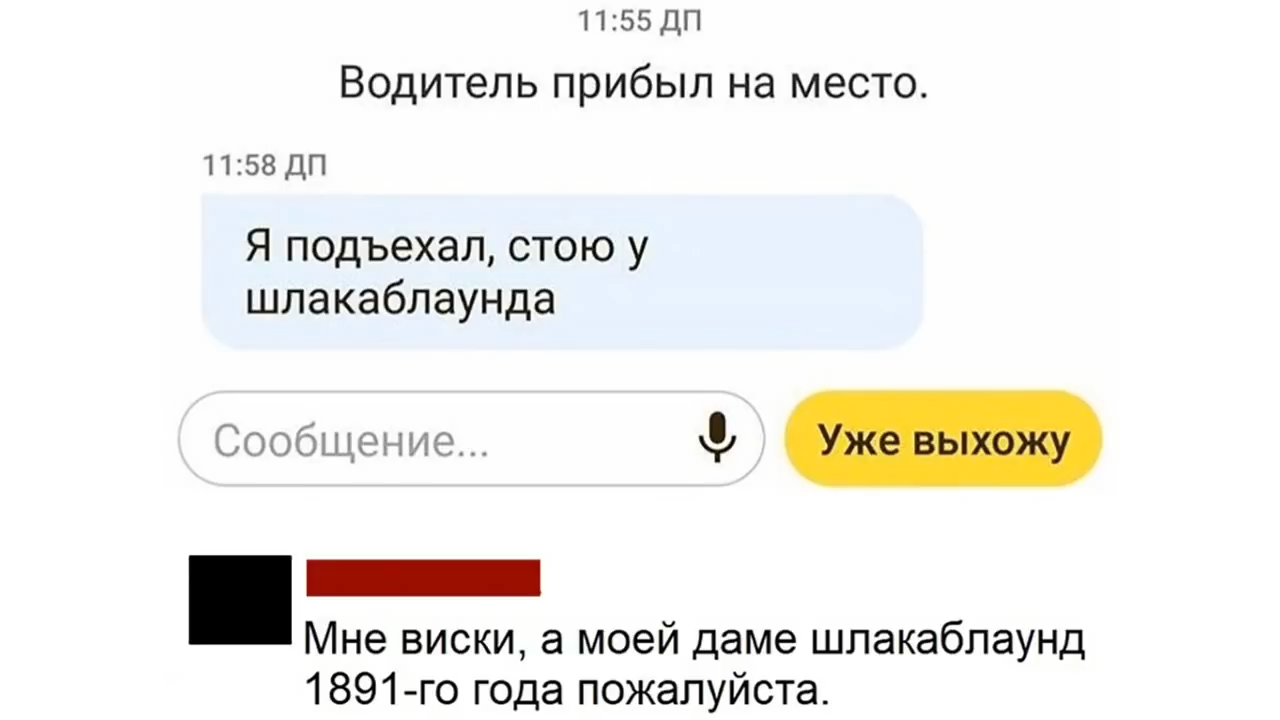 11:55 ДП
Водитель прибыл на место.
11:58 ДП
Я подъехал, стою у
шлакаблаунда
Сообщение...
Уже выхожу
Мне виски, а моей даме шлакаблаунд
1891-го года пожалуйста.